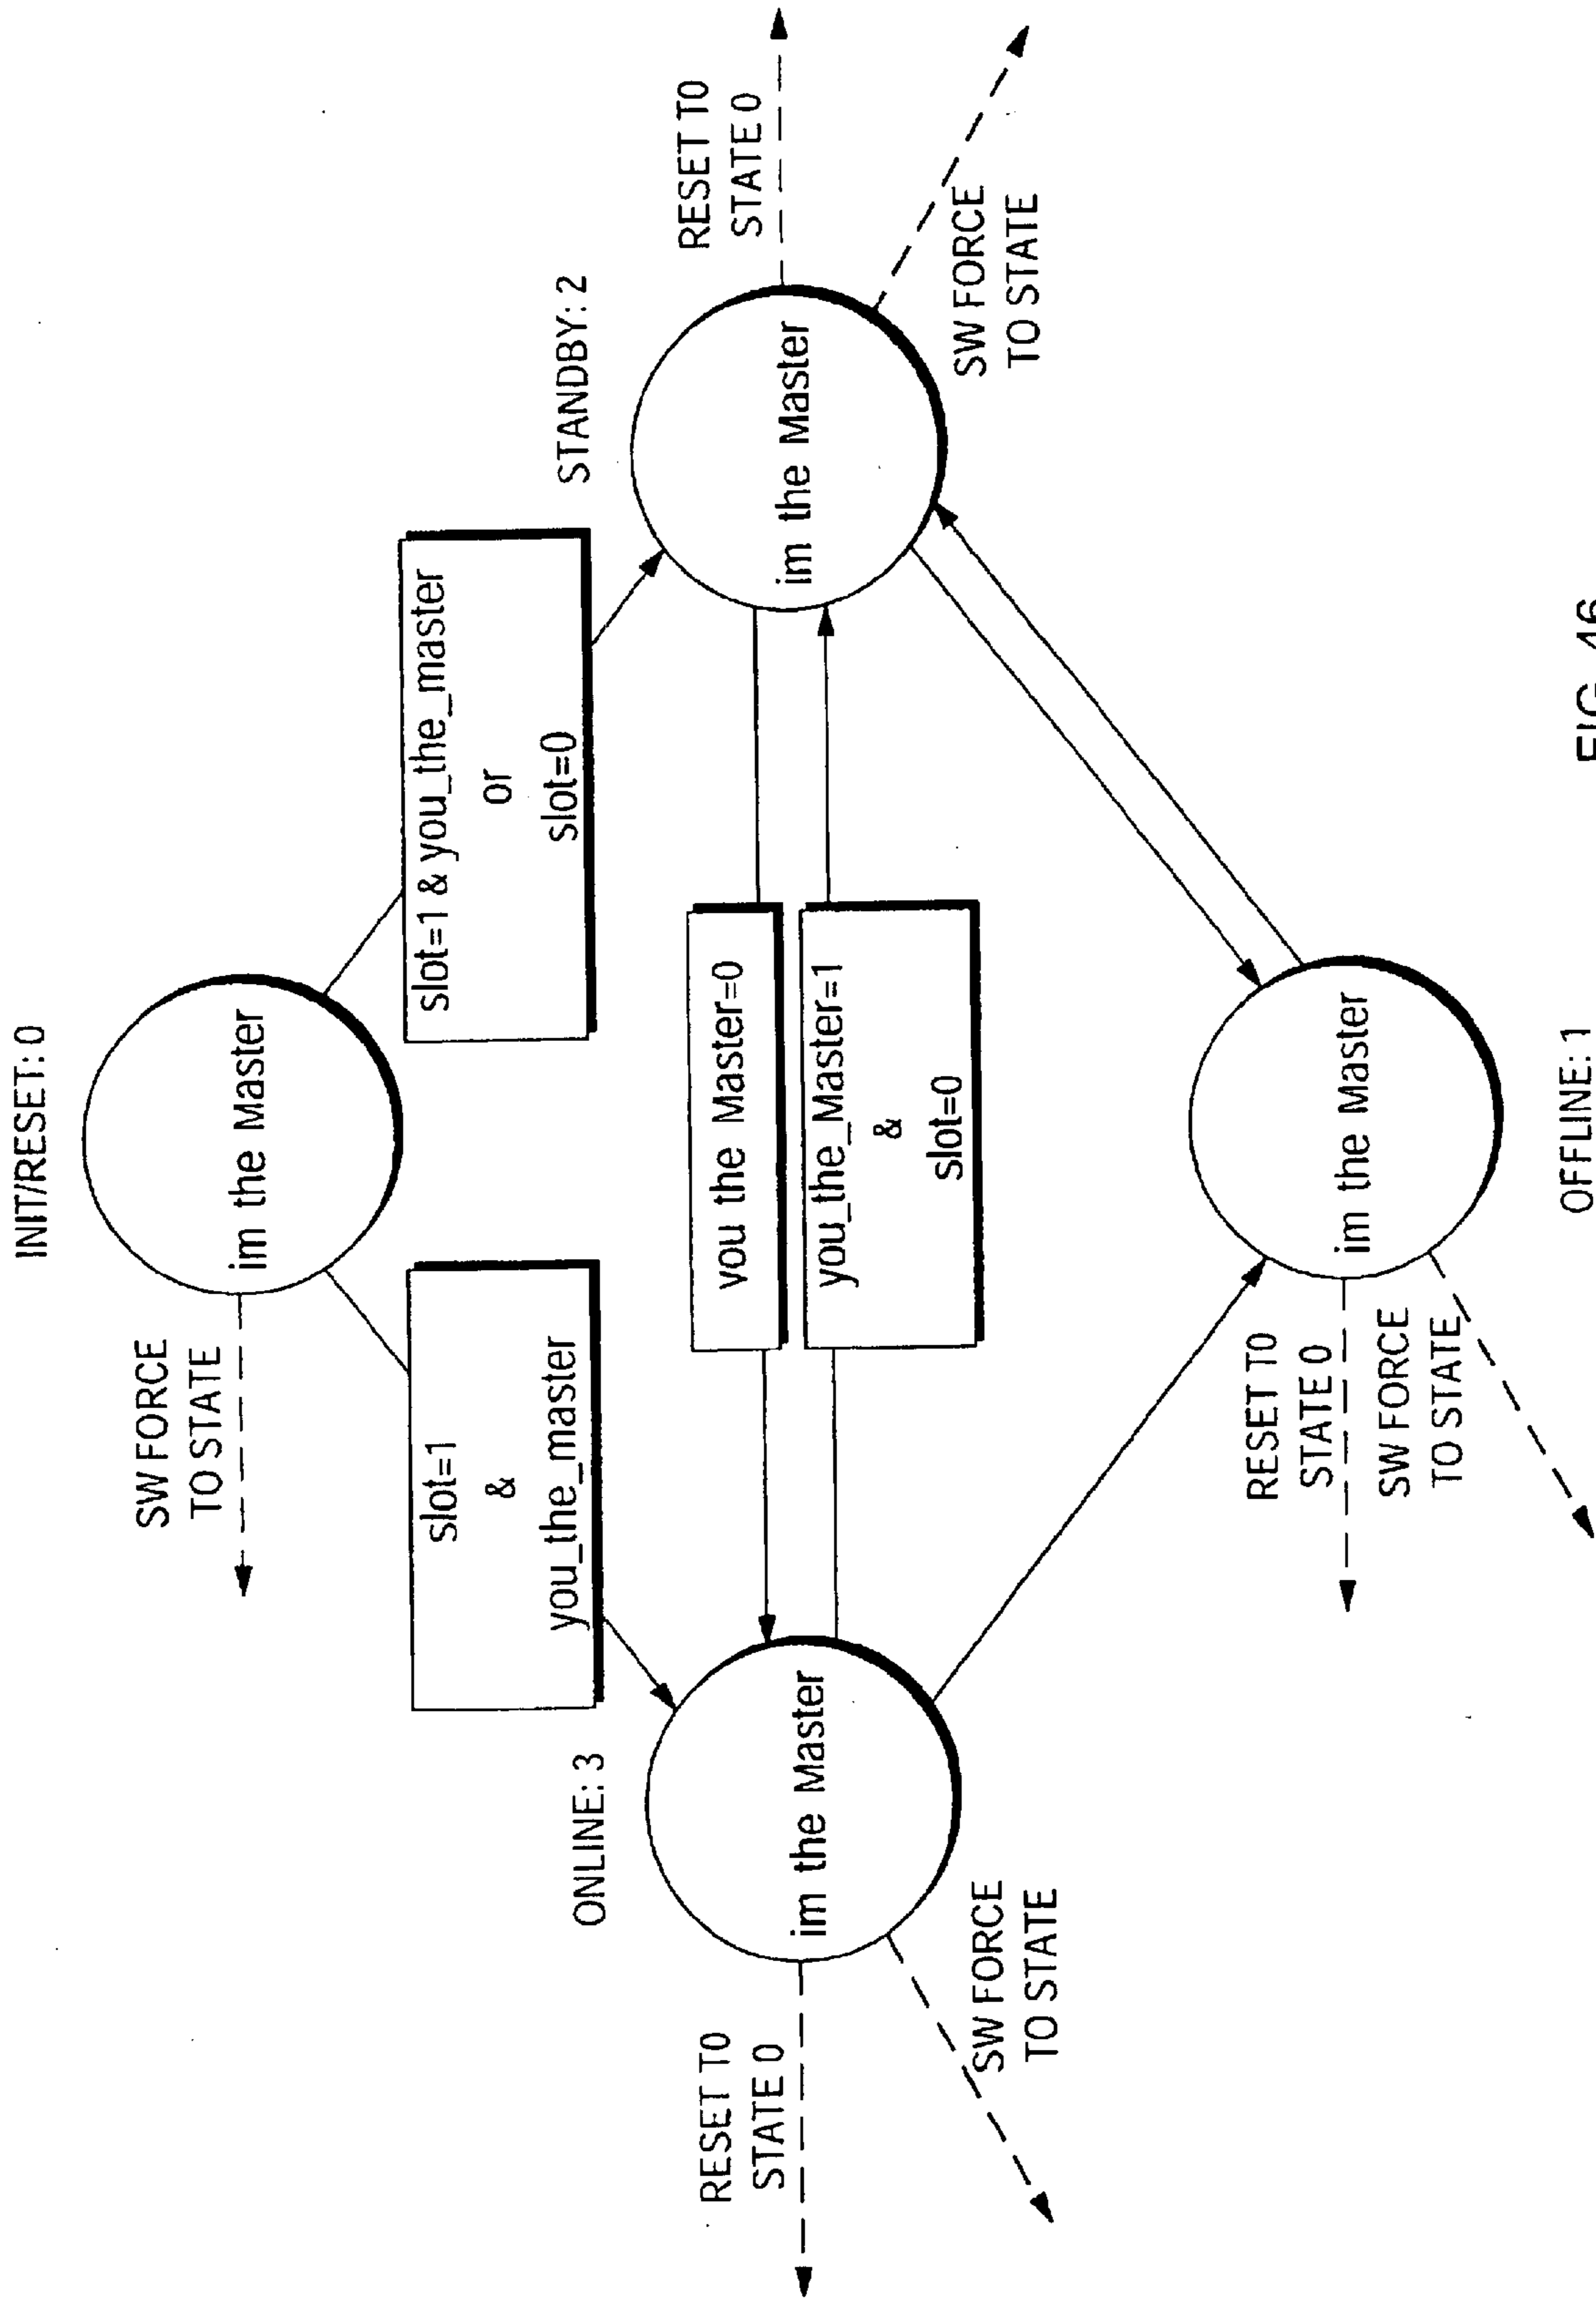 INIT/RESET: 0
im the Master
SW FORCE
TO STATE
slot=1
&
you_the_master
slot=1 & you_the_master
or
slot=0
ONLINE: 3
im the Master
RESET TO
STATE 0
SW FORCE
TO STATE
vou the Master=0
you_the_Master=1
&
slot=0
STANDBY: 2
im the Master
RESET TO
STATE 0
SW FORCE
TO STATE
im the Master
RESET TO
STATE 0
SW FORCE
TO STATE
OFFLINE: 1
FIG. 46